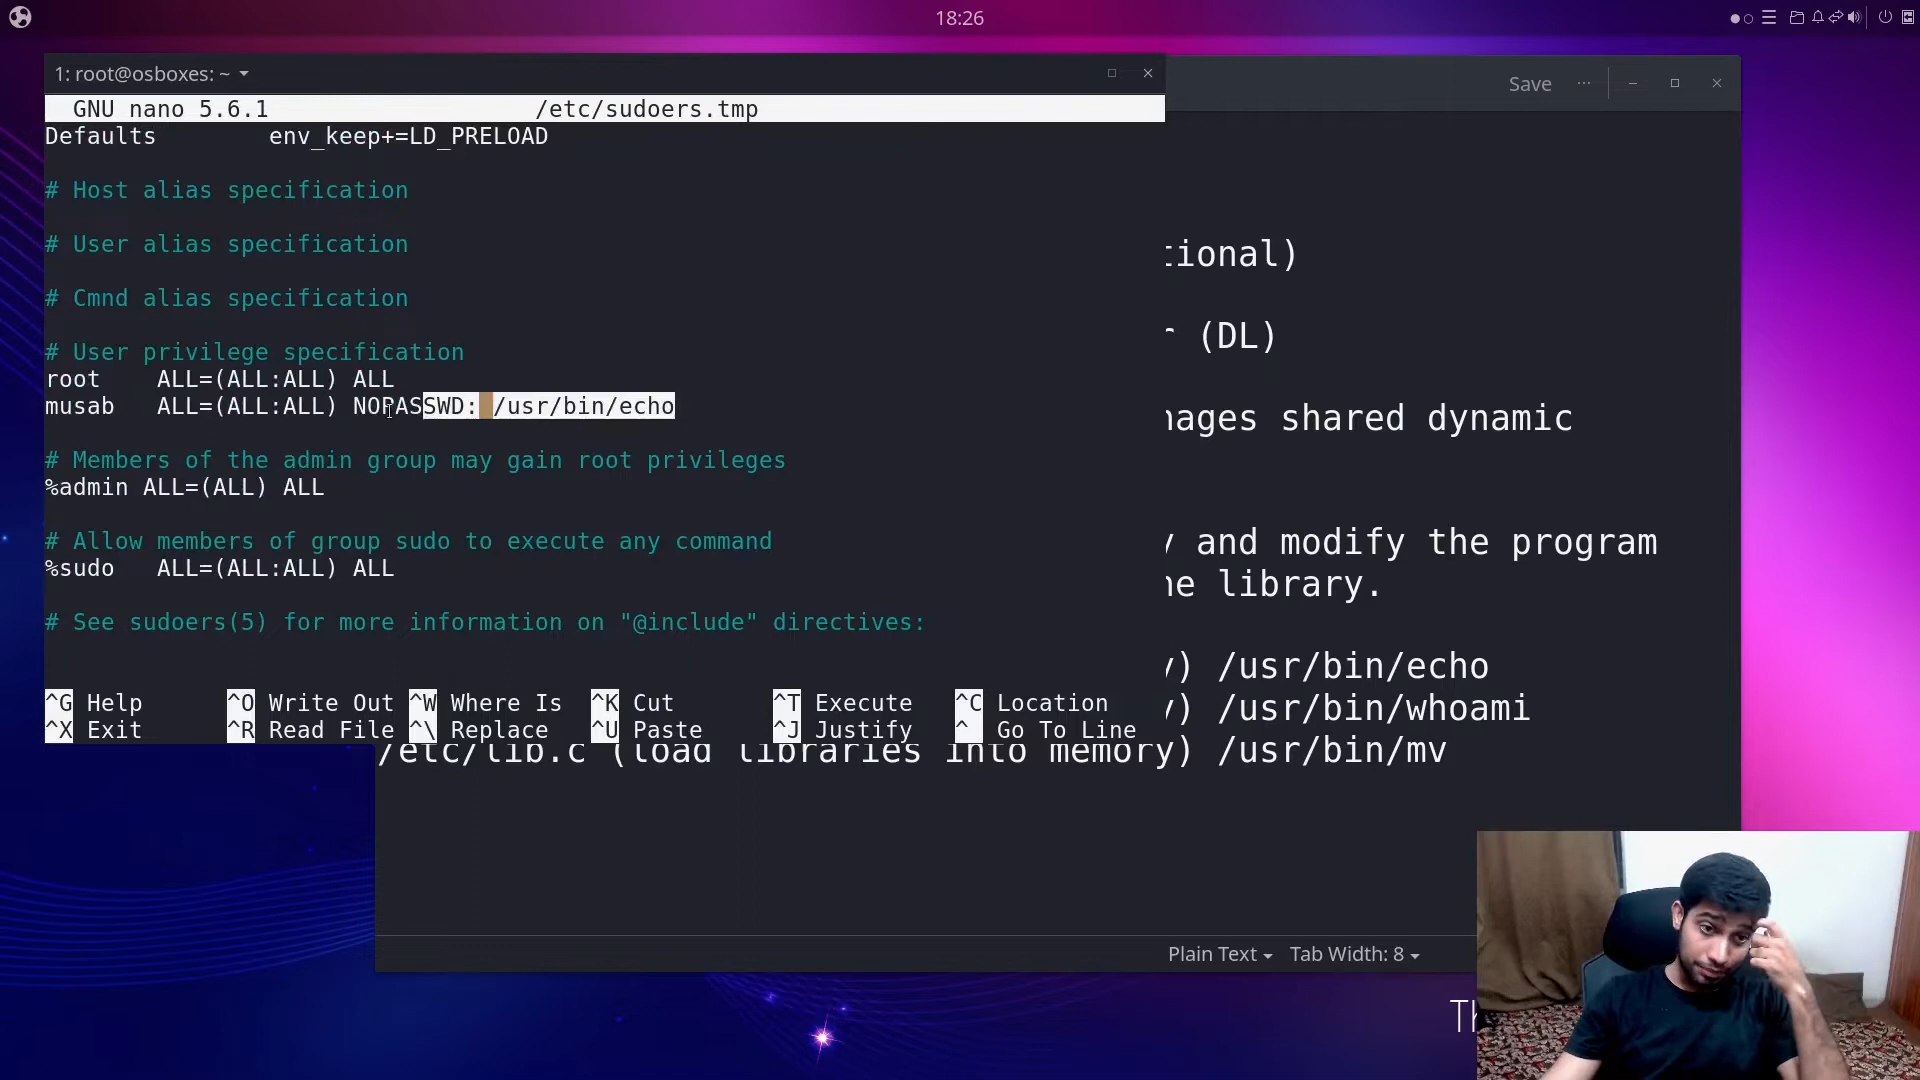 18:26
1: root@osboxes: ~
Save
GNU nano 5.6.1 /etc/sudoers.tmp
Defaults env_keep+=LD_PRELOAD
# Host alias specification
# User alias specification
# Cmnd alias specification
# User privilege specification
root ALL=(ALL:ALL) ALL
musab ALL=(ALL:ALL) NOPASSWD: /usr/bin/echo
# Members of the admin group may gain root privileges
%admin ALL=(ALL) ALL
# Allow members of group sudo to execute any command
%sudo ALL=(ALL:ALL) ALL
# See sudoers(5) for more information on "@include" directives:
^G Help ^O Write Out ^W Where Is ^K Cut ^T Execute ^C Location
^X Exit ^R Read File ^\ Replace ^U Paste ^J Justify ^ Go To Line
tional)
(DL)
nages shared dynamic
y and modify the program
he library.
y) /usr/bin/echo
y) /usr/bin/whoami
/etc/lib.c (load libraries into memory) /usr/bin/mv
Plain Text Tab Width: 8
Th